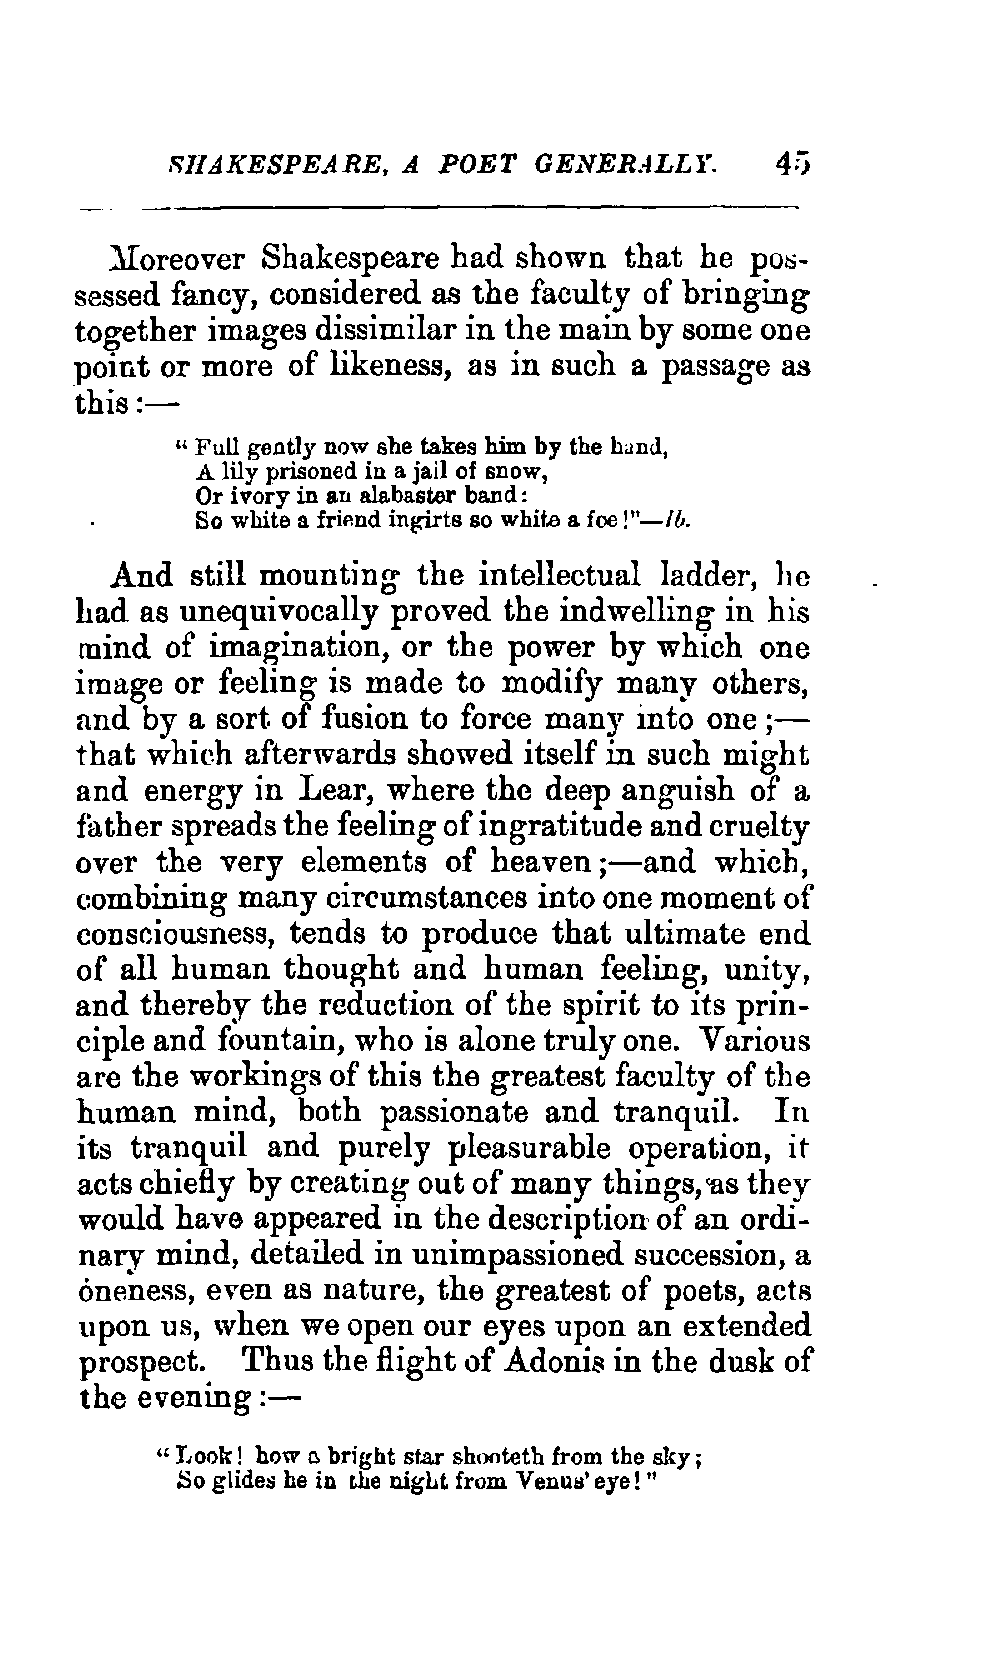 SHAKESPEARE, A POET GENERALLY. 45
Moreover Shakespeare had shown that he pos-
sessed fancy, considered as the faculty of bringing
together images dissimilar in the main by some one
point or more of likeness, as in such a passage as
this :—
“ Full gently now she takes him by the hand,
A lily prisoned in a jail of snow,
Or ivory in an alabaster band:
So white a friend ingirts so white a foe !”—Ib.
And still mounting the intellectual ladder, he
had as unequivocally proved the indwelling in his
mind of imagination, or the power by which one
image or feeling is made to modify many others,
and by a sort of fusion to force many into one ;—
that which afterwards showed itself in such might
and energy in Lear, where the deep anguish of a
father spreads the feeling of ingratitude and cruelty
over the very elements of heaven ;—and which,
combining many circumstances into one moment of
consciousness, tends to produce that ultimate end
of all human thought and human feeling, unity,
and thereby the reduction of the spirit to its prin-
ciple and fountain, who is alone truly one. Various
are the workings of this the greatest faculty of the
human mind, both passionate and tranquil. In
its tranquil and purely pleasurable operation, it
acts chiefly by creating out of many things, as they
would have appeared in the description of an ordi-
nary mind, detailed in unimpassioned succession, a
oneness, even as nature, the greatest of poets, acts
upon us, when we open our eyes upon an extended
prospect. Thus the flight of Adonis in the dusk of
the evening :—
“ Look! how a bright star shooteth from the sky;
So glides he in the night from Venus’ eye! ”